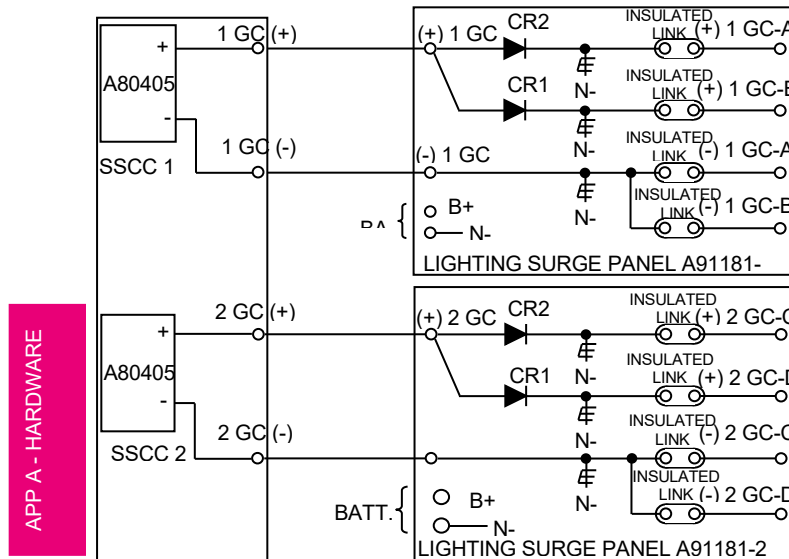 INSULATED
1 GC (+)
(+) 1 GC
CR2
LINK
(+) 1 GC-A
+
A80405
-
INSULATED
CR1
LINK
(+) 1 GC-B
N-
INSULATED
N-
LINK
(-) 1 GC-A
SSCC 1
1 GC (-)
(-) 1 GC
INSULATED
N-
LINK
(-) 1 GC-B
B+
N-
LIGHTING SURGE PANEL A91181-
APP A - HARDWARE
INSULATED
2 GC (+)
(+) 2 GC
CR2
LINK
(+) 2 GC-C
+
A80405
-
INSULATED
CR1
LINK
(+) 2 GC-D
N-
INSULATED
N-
LINK
(-) 2 GC-C
SSCC 2
2 GC (-)
INSULATED
N-
LINK
(-) 2 GC-D
BATT.
B+
N-
LIGHTING SURGE PANEL A91181-2